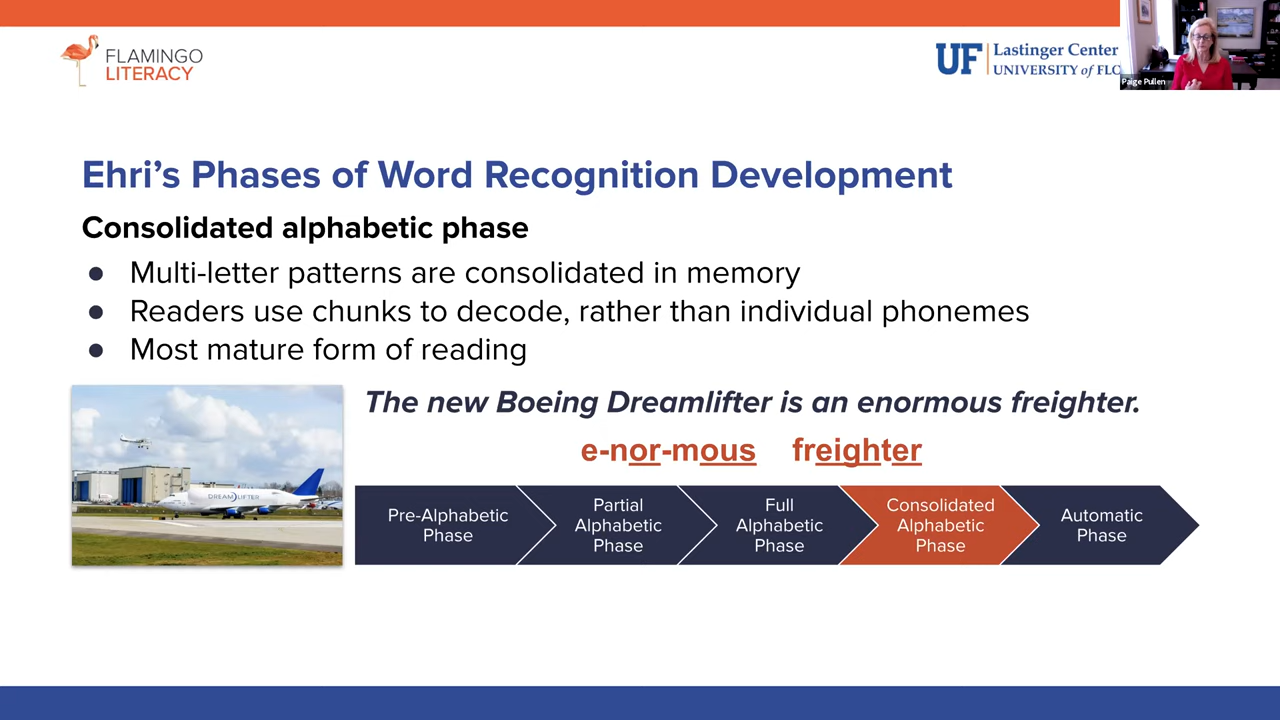 FLAMINGO
LITERACY
UF Lastinger Center
UNIVERSITY of FLO
Paige Pullen
Ehri's Phases of Word Recognition Development
Consolidated alphabetic phase
● Multi-letter patterns are consolidated in memory
● Readers use chunks to decode, rather than individual phonemes
● Most mature form of reading
The new Boeing Dreamlifter is an enormous freighter.
e-nor-mous freighter
DREAMLIFTER
Pre-Alphabetic
Phase
Partial
Alphabetic
Phase
Full
Alphabetic
Phase
Consolidated
Alphabetic
Phase
Automatic
Phase